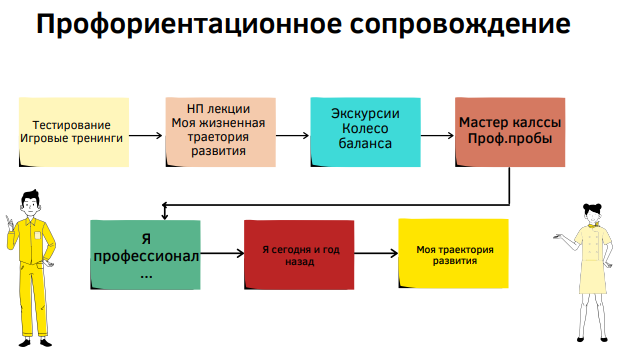 Профориентационное сопровождение
Тестирование
Игровые тренинги
НП лекции
Моя жизненная
траетория
развития
Экскурсии
Колесо
баланса
Мастер калссы
Проф.пробы
Я
профессионал
...
Я сегодня и год
назад
Моя траектория
развития